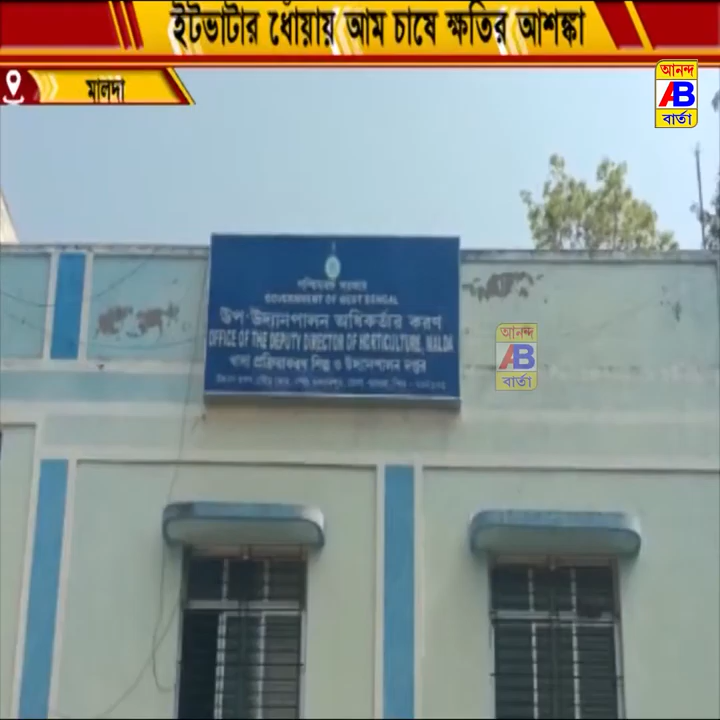 ইটভাটার ধোঁয়ায় আম চাষে ক্ষতির আশঙ্কা
মালদা
আনন্দ
AB
বার্তা
পশ্চিমবঙ্গ সরকার
GOVERNMENT OF WEST BENGAL
উপ-উদ্যানপালন অধিকর্তার করণ
OFFICE OF THE DEPUTY DIRECTOR OF HORTICULTURE, MALDA
খাদ্য প্রক্রিয়াকরণ শিল্প ও উদ্যানপালন দপ্তর
আনন্দ
AB
বার্তা